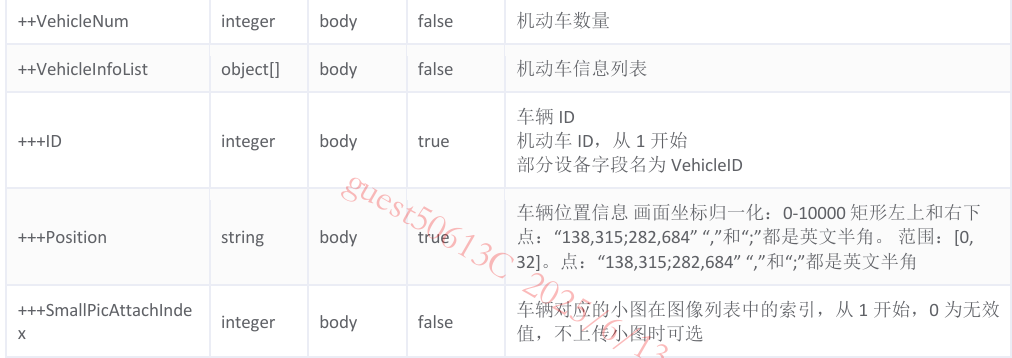 ++VehicleNum integer body false 机动车数量
++VehicleInfoList object[] body false 机动车信息列表
+++ID integer body true 车辆 ID
机动车 ID，从 1 开始
部分设备字段名为 VehicleID
+++Position string body true 车辆位置信息 画面坐标归一化：0-10000 矩形左上和右下
点：“138,315;282,684” “,”和“;”都是英文半角。 范围：[0,
32]。点：“138,315;282,684” “,”和“;”都是英文半角
+++SmallPicAttachInde
x integer body false 车辆对应的小图在图像列表中的索引，从 1 开始，0 为无效
值，不上传小图时可选
guest50613C 2025/6/13